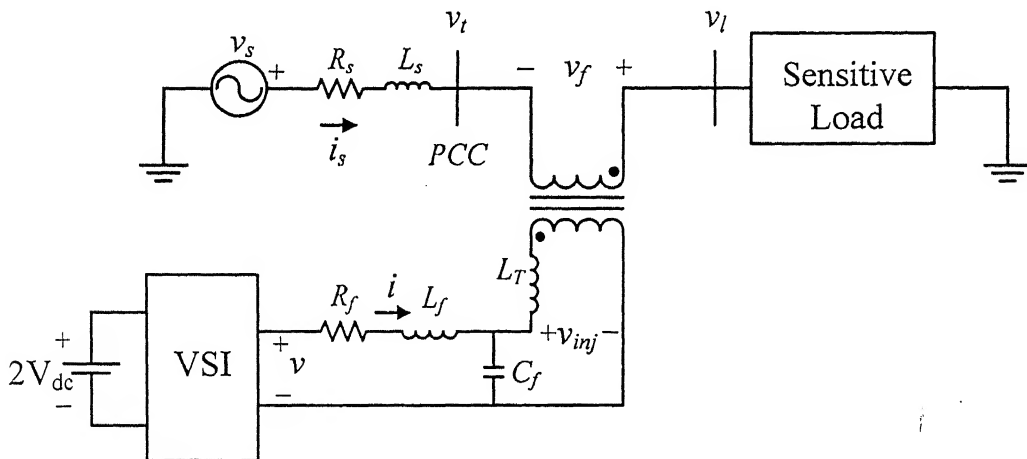 v_s
+
R_s
L_s
v_t
− v_f +
v_l
Sensitive
Load
i_s
PCC
L_T
R_f
i
L_f
+v_inj−
+
2V_dc
−
VSI
+
v
−
C_f